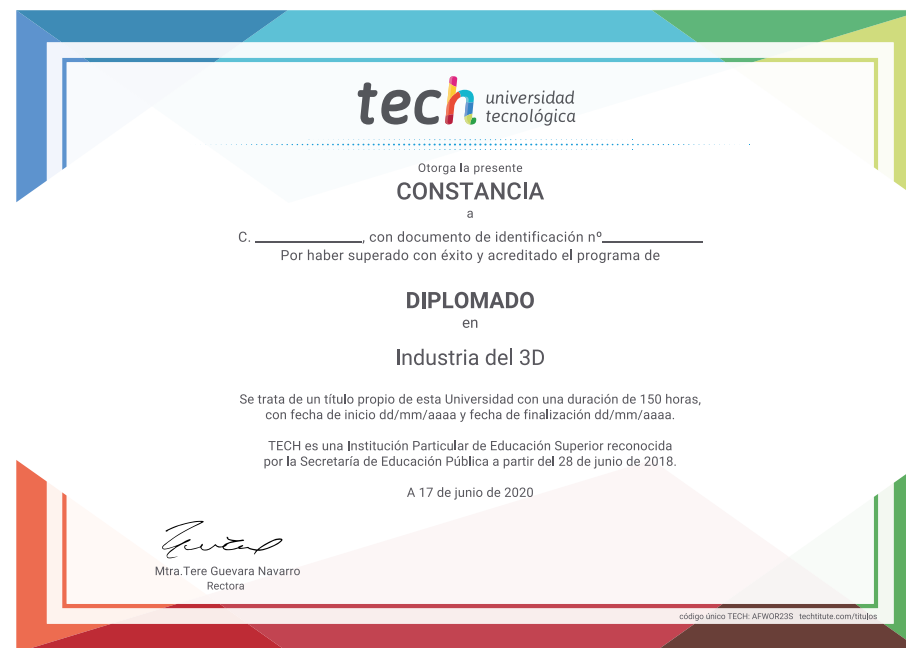 tech universidad
tecnológica
Otorga la presente
CONSTANCIA
a
C. ______________, con documento de identificación nº_____________
Por haber superado con éxito y acreditado el programa de
DIPLOMADO
en
Industria del 3D
Se trata de un título propio de esta Universidad con una duración de 150 horas,
con fecha de inicio dd/mm/aaaa y fecha de finalización dd/mm/aaaa.
TECH es una Institución Particular de Educación Superior reconocida
por la Secretaría de Educación Pública a partir del 28 de junio de 2018.
A 17 de junio de 2020
Mtra.Tere Guevara Navarro
Rectora
código único TECH: AFWOR23S techtitute.com/titulos